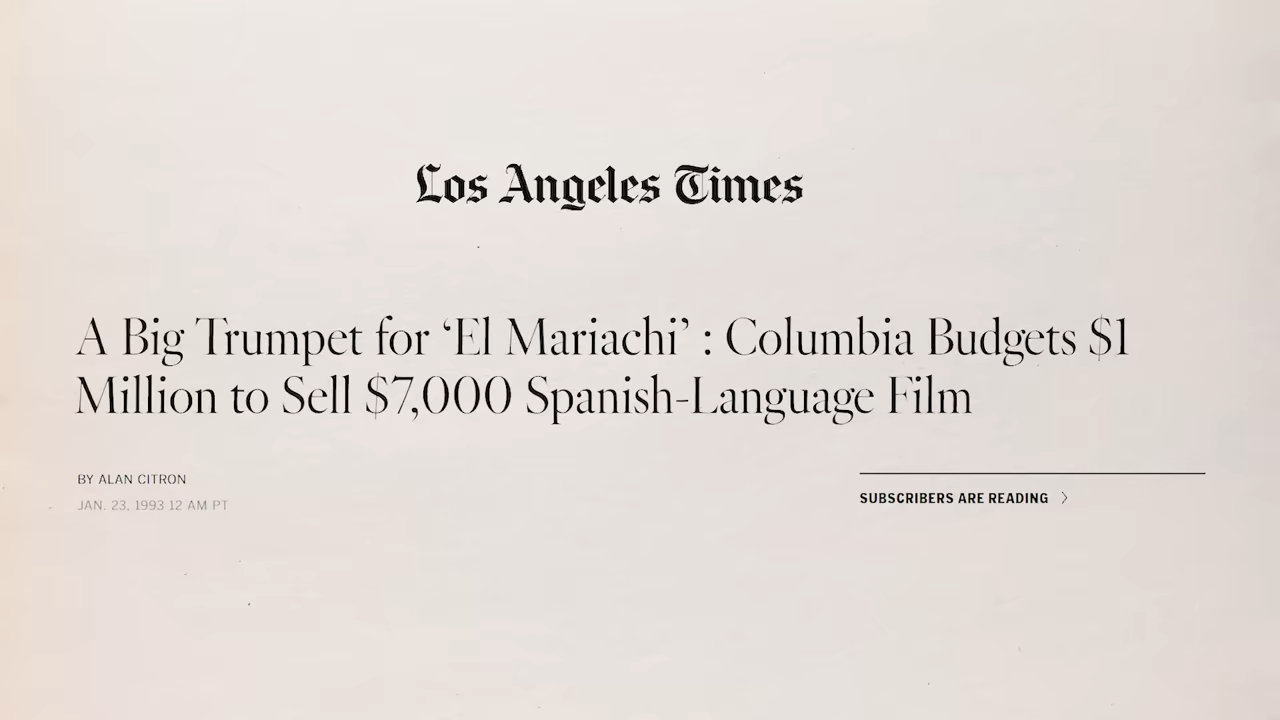 Los Angeles Times
A Big Trumpet for ‘El Mariachi’ : Columbia Budgets $1
Million to Sell $7,000 Spanish-Language Film
BY ALAN CITRON
JAN. 23, 1993 12 AM PT
SUBSCRIBERS ARE READING